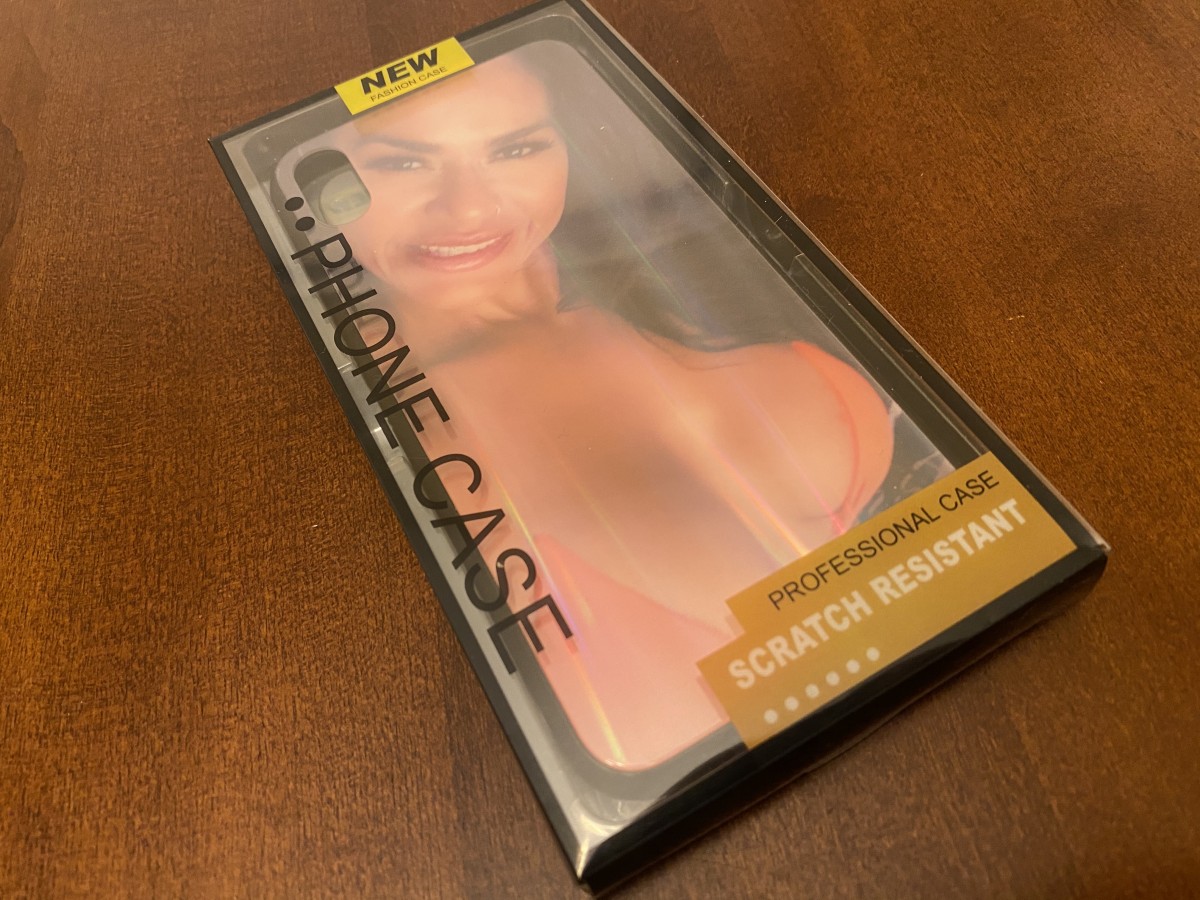 NEW
FASHION CASE
PHONE CASE
PROFESSIONAL CASE
SCRATCH RESISTANT